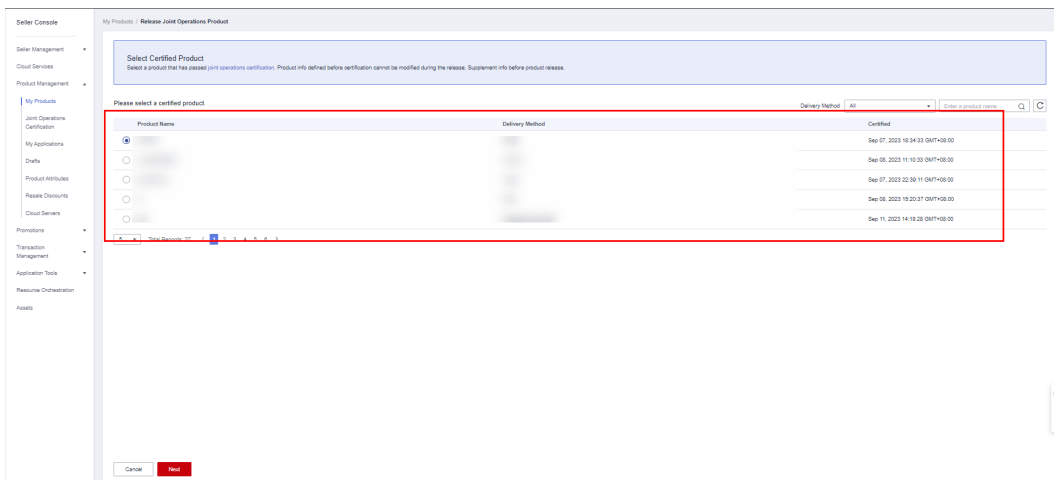 Seller Console
My Products / Release Joint Operations Product
Seller Management
Cloud Services
Product Management
My Products
Joint Operations
Certification
My Applications
Drafts
Product Attributes
Resale Discounts
Cloud Servers
Promotions
Transaction
Management
Application Tools
Resource Orchestration
Assets
Select Certified Product
Select a product that has passed joint operations certification. Product info defined before certification cannot be modified during the release. Supplement info before product release.
Please select a certified product.
Delivery Method All Enter a product name.
Product Name Delivery Method Certified
Sep 07, 2023 16:34:33 GMT+08:00
Sep 08, 2023 11:10:33 GMT+08:00
Sep 07, 2023 22:39:11 GMT+08:00
Sep 08, 2023 15:20:37 GMT+08:00
Sep 11, 2023 14:16:28 GMT+08:00
5 Total Records: 27 < 1 2 3 4 5 6 >
Cancel Next